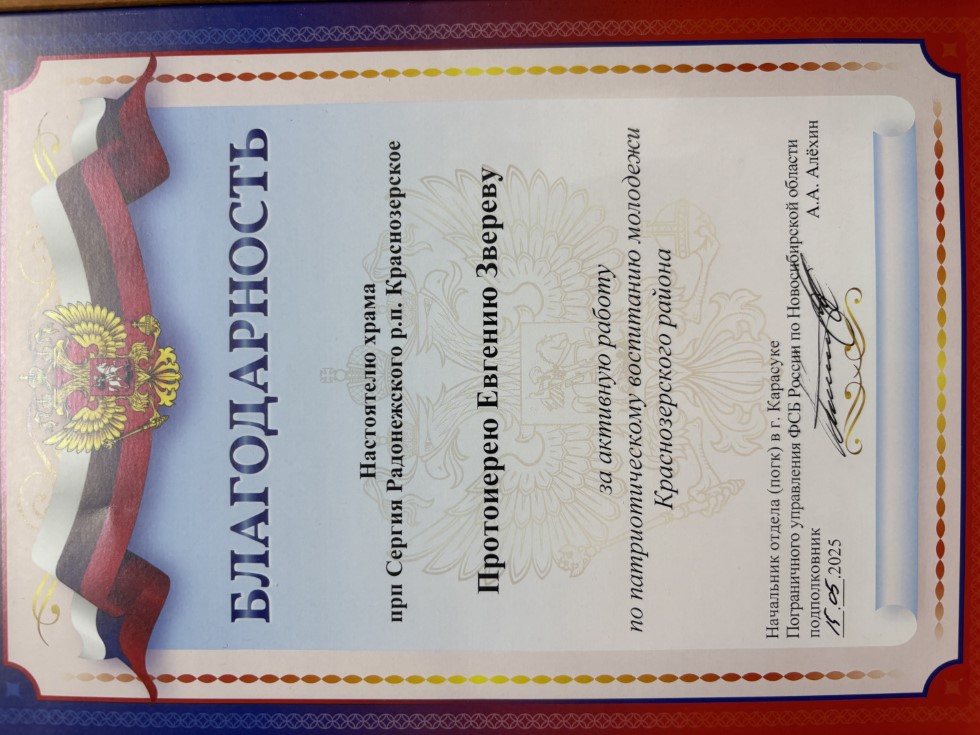 БЛАГОДАРНОСТЬ
Настоятелю храма
прп Сергия Радонежского р.п. Краснозерское
Протоиерею Евгению Звереву
за активную работу
по патриотическому воспитанию молодежи
Краснозерского района
Начальник отдела (погк) в г. Карасуке
Пограничного управления ФСБ России по Новосибирской области
подполковник А.А. Алёхин
15.05.2025